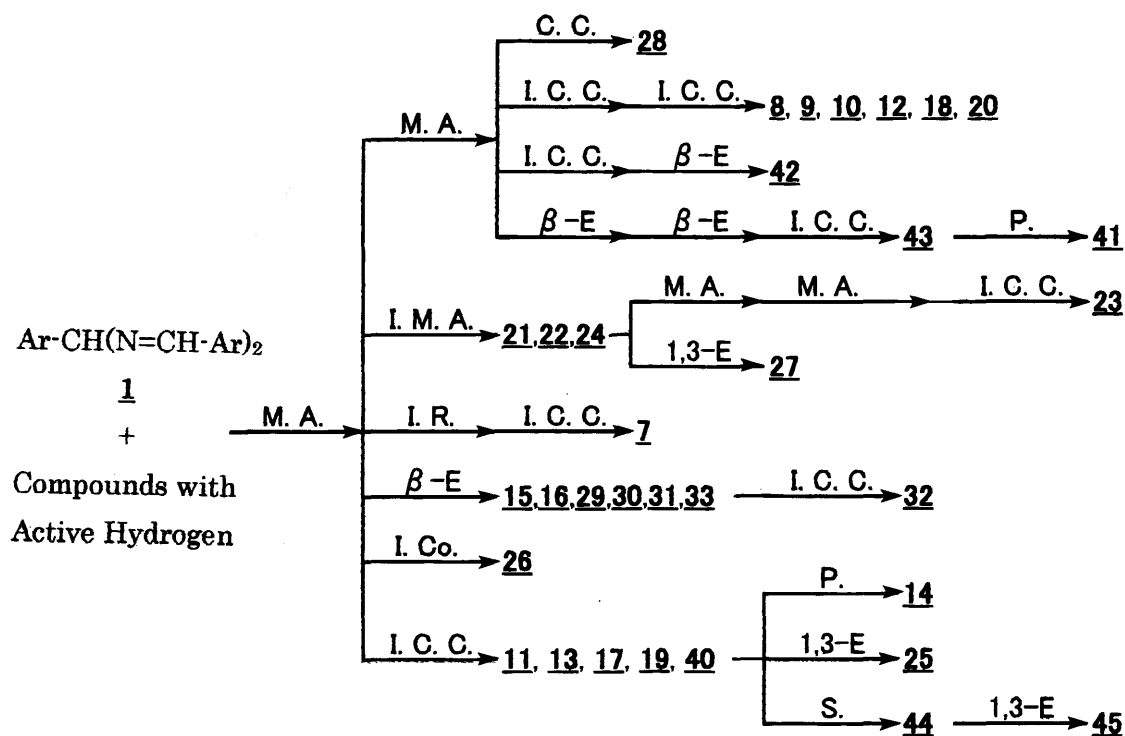 C. C.
28
I. C. C. I. C. C.
8, 9, 10, 12, 18, 20
M. A.
I. C. C. β-E
42
β-E β-E I. C. C.
43
P.
41
M. A. M. A. I. C. C.
23
I. M. A.
21,22,24
1,3-E
27
Ar-CH(N=CH-Ar)2
1
+
Compounds with
Active Hydrogen
M. A.
I. R. I. C. C.
7
β-E
15,16,29,30,31,33
I. C. C.
32
I. Co.
26
P.
14
I. C. C.
11, 13, 17, 19, 40
1,3-E
25
S.
44
1,3-E
45